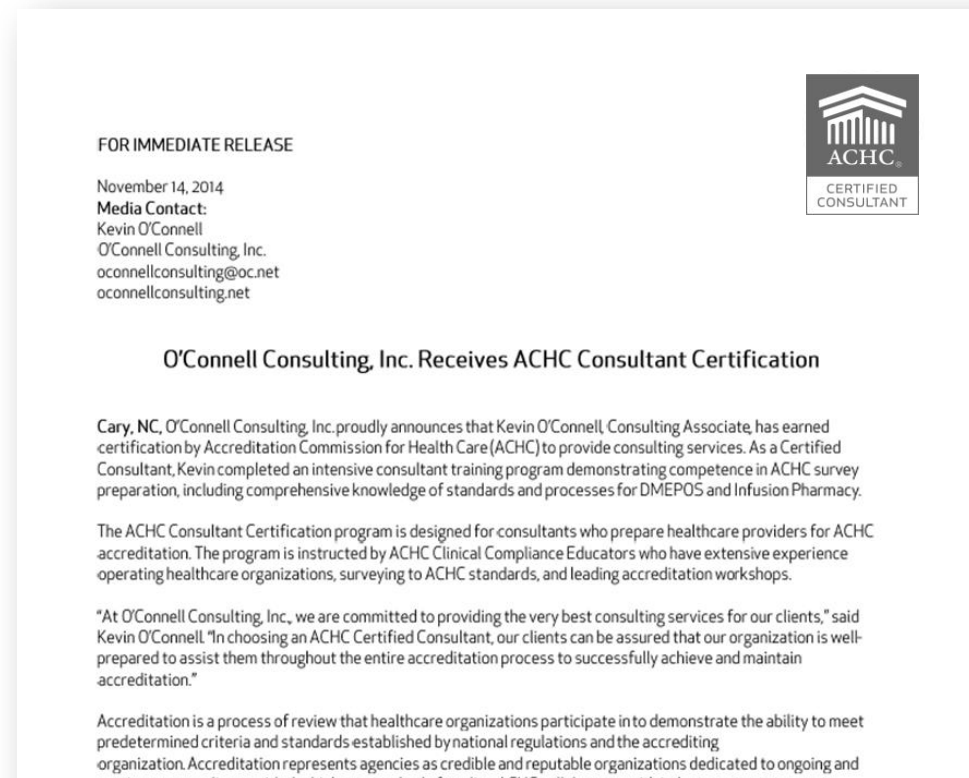 ACHC®
CERTIFIED
CONSULTANT
FOR IMMEDIATE RELEASE
November 14, 2014
Media Contact:
Kevin O'Connell
O'Connell Consulting, Inc.
oconnellconsulting@oc.net
oconnellconsulting.net
O'Connell Consulting, Inc. Receives ACHC Consultant Certification
Cary, NC, O'Connell Consulting, Inc. proudly announces that Kevin O'Connell, Consulting Associate, has earned
certification by Accreditation Commission for Health Care (ACHC) to provide consulting services. As a Certified
Consultant, Kevin completed an intensive consultant training program demonstrating competence in ACHC survey
preparation, including comprehensive knowledge of standards and processes for DMEPOS and Infusion Pharmacy.
The ACHC Consultant Certification program is designed for consultants who prepare healthcare providers for ACHC
accreditation. The program is instructed by ACHC Clinical Compliance Educators who have extensive experience
operating healthcare organizations, surveying to ACHC standards, and leading accreditation workshops.
"At O'Connell Consulting, Inc., we are committed to providing the very best consulting services for our clients," said
Kevin O'Connell. "In choosing an ACHC Certified Consultant, our clients can be assured that our organization is well-
prepared to assist them throughout the entire accreditation process to successfully achieve and maintain
accreditation."
Accreditation is a process of review that healthcare organizations participate in to demonstrate the ability to meet
predetermined criteria and standards established by national regulations and the accrediting
organization. Accreditation represents agencies as credible and reputable organizations dedicated to ongoing and